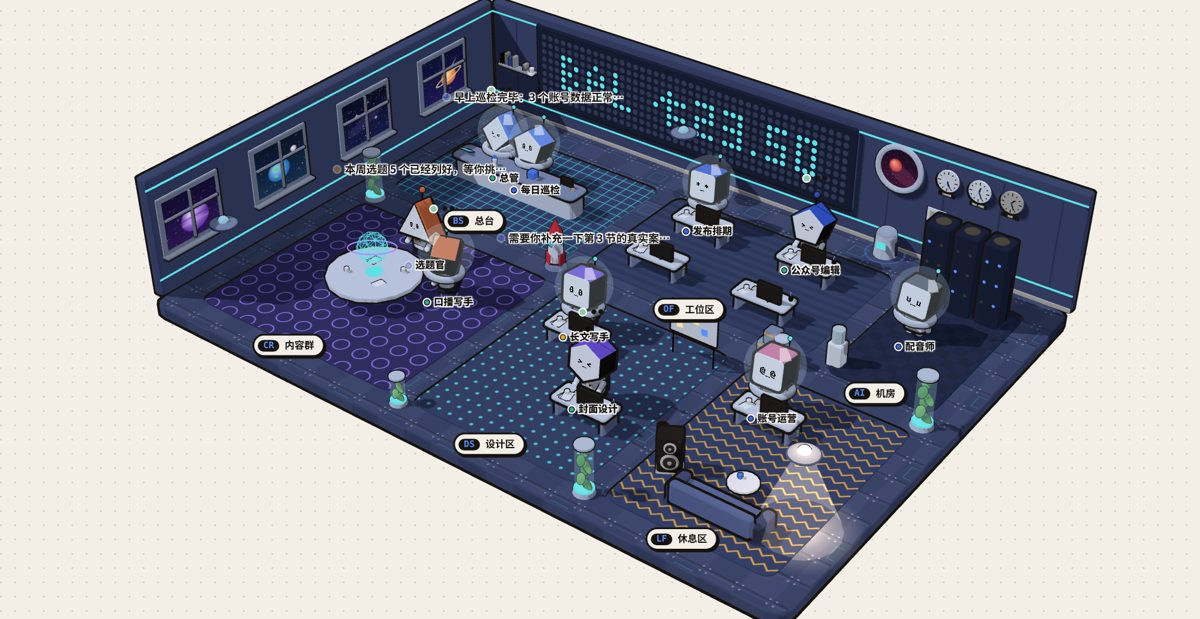 早上巡检完毕：3 个账号数据正常…
本周选题 5 个已经列好，等你挑…
总管
每日巡检
BS 总台
需要你补充一下第 3 节的真实案…
发布排期
选题官
公众号编辑
口播写手
OF 工位区
长文写手
CR 内容群
配音师
AI 机房
封面设计
账号运营
DS 设计区
LF 休息区